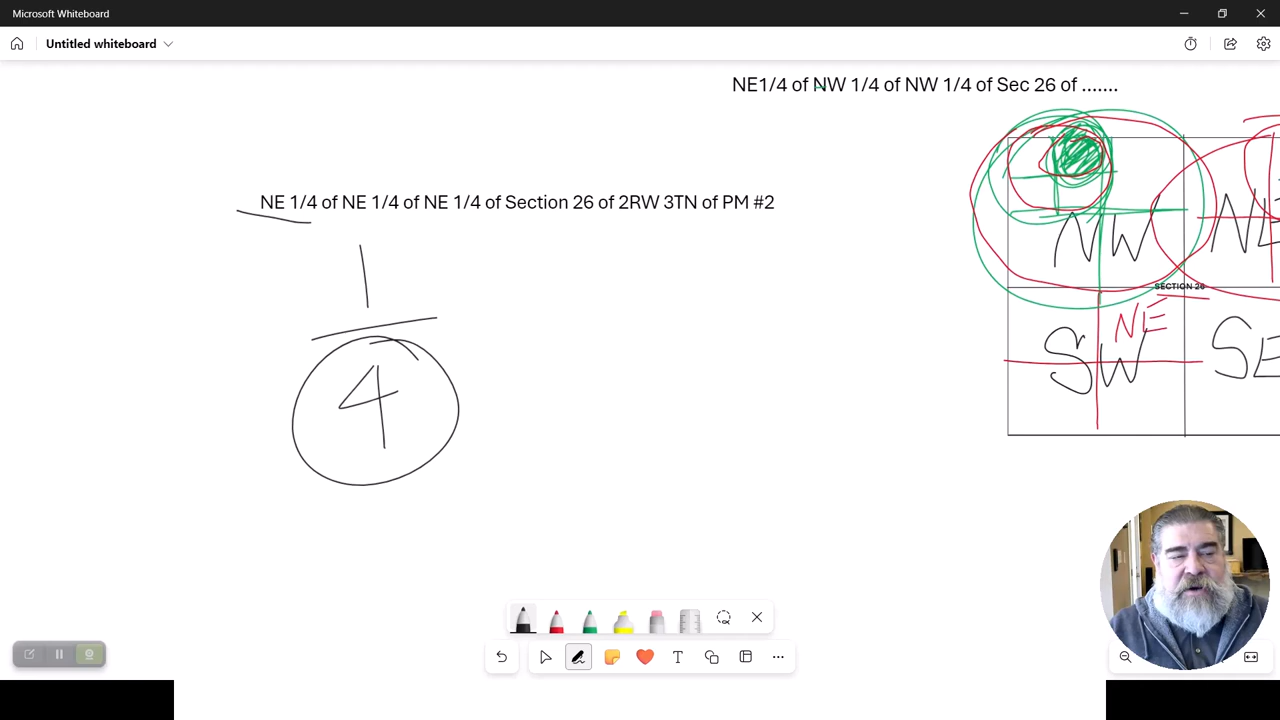 Microsoft Whiteboard
Untitled whiteboard
NE1/4 of NW 1/4 of NW 1/4 of Sec 26 of .......
NE 1/4 of NE 1/4 of NE 1/4 of Section 26 of 2RW 3TN of PM #2
1
4
NW NE
SECTION 26
NE
SW SE
T